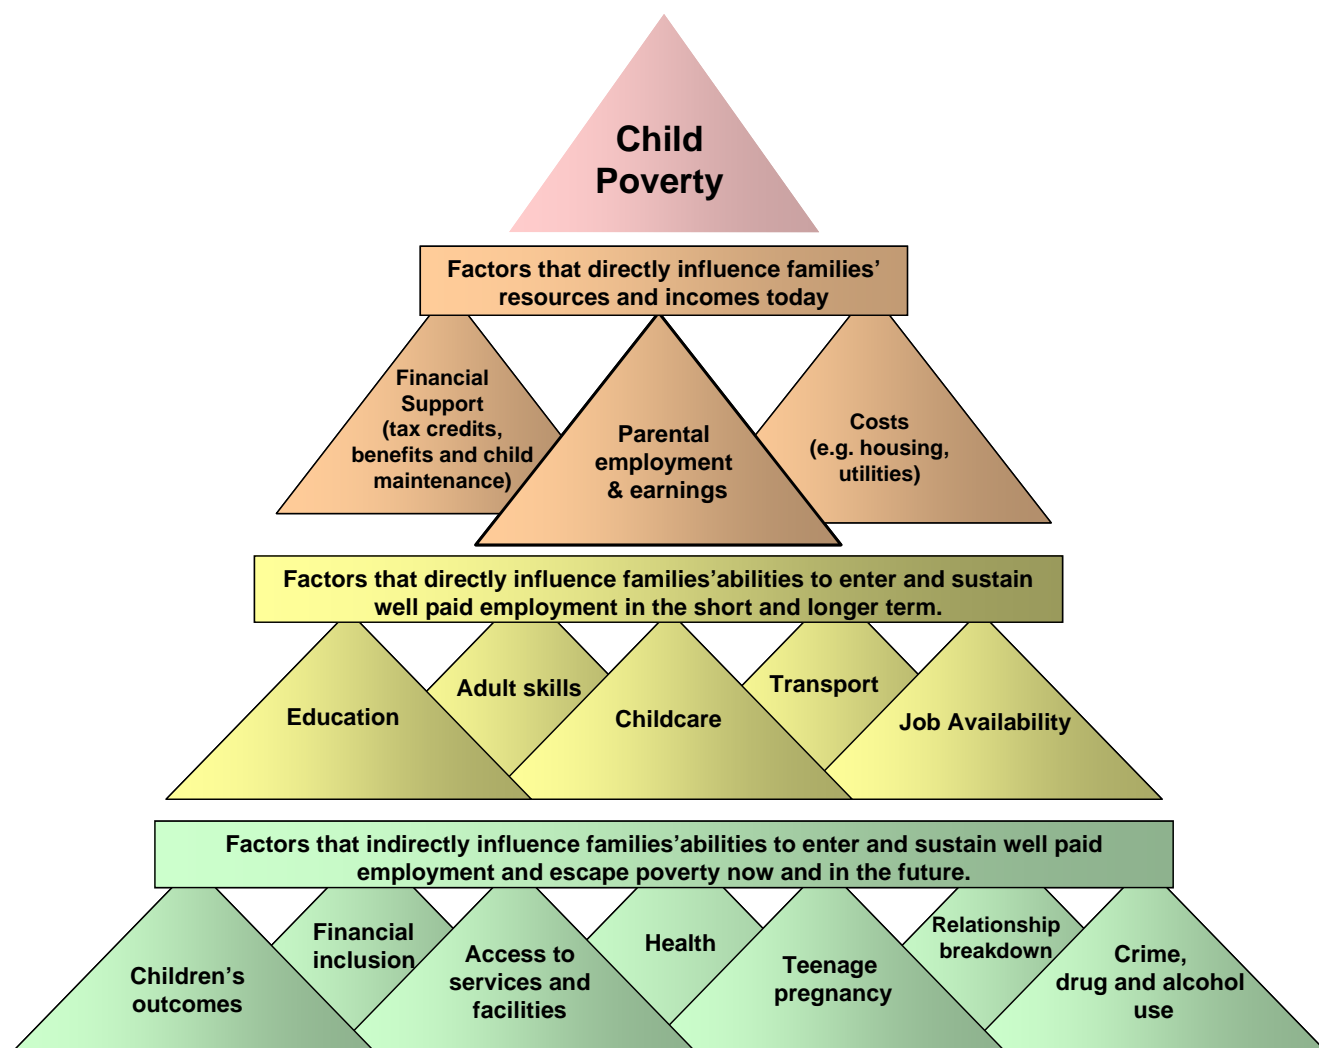 Child
Poverty
Factors that directly influence families’
resources and incomes today
Financial
Support
(tax credits,
benefits and child
maintenance)
Parental
employment
& earnings
Costs
(e.g. housing,
utilities)
Factors that directly influence families’abilities to enter and sustain
well paid employment in the short and longer term.
Education
Adult skills
Childcare
Transport
Job Availability
Factors that indirectly influence families’abilities to enter and sustain well paid
employment and escape poverty now and in the future.
Children’s
outcomes
Financial
inclusion
Access to
services and
facilities
Health
Teenage
pregnancy
Relationship
breakdown
Crime,
drug and alcohol
use